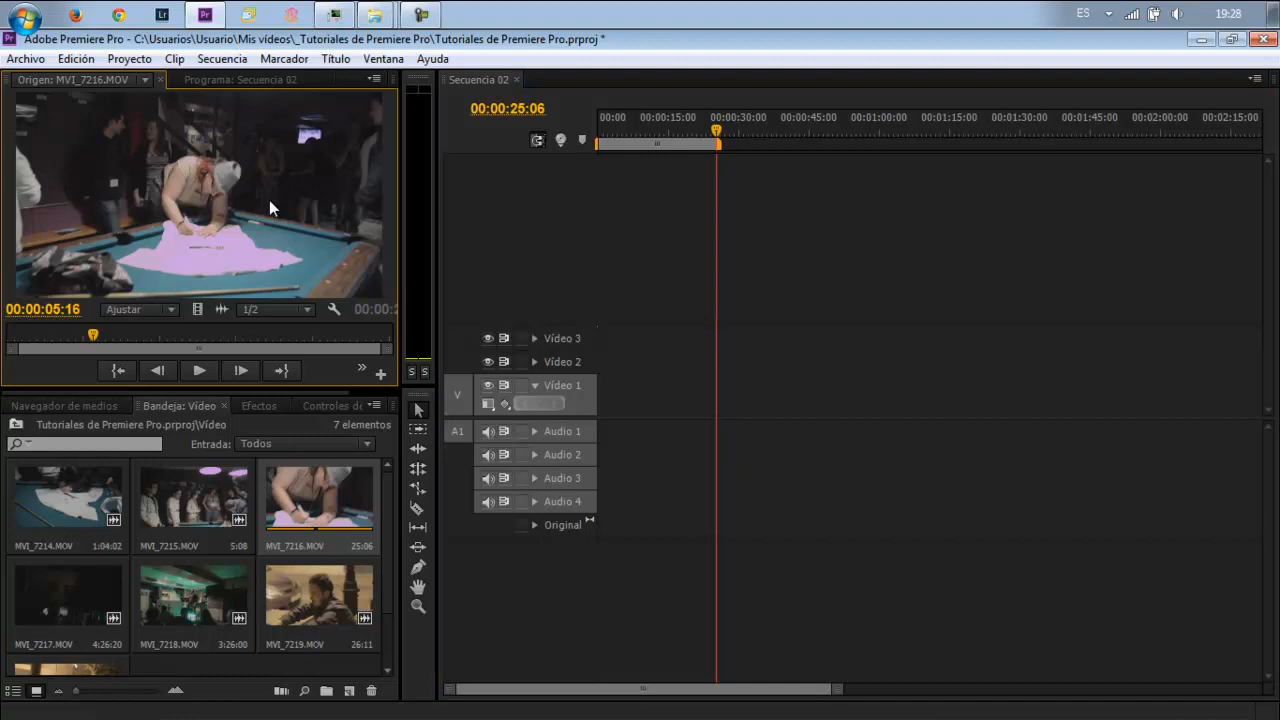 Lr
Pr
ES
19:28
Pr
Adobe Premiere Pro - C:\Usuarios\Usuario\Mis vídeos\_Tutoriales de Premiere Pro\Tutoriales de Premiere Pro.prproj *
Archivo Edición Proyecto Clip Secuencia Marcador Título Ventana Ayuda
Origen: MVI_7216.MOV
Programa: Secuencia 02
Secuencia 02
00:00:25:06
00:00 00:00:15:00 00:00:30:00 00:00:45:00 00:01:00:00 00:01:15:00 00:01:30:00 00:01:45:00 00:02:00:00 00:02:15:00
00:00:05:16
Ajustar
1/2
00:00:2
S S
Vídeo 3
Vídeo 2
V
Vídeo 1
A1
Audio 1
Audio 2
Audio 3
Audio 4
Original
Navegador de medios
Bandeja: Vídeo
Efectos
Controles de
Tutoriales de Premiere Pro.prproj\Vídeo
7 elementos
Entrada:
Todos
MVI_7214.MOV 1:04:02
MVI_7215.MOV 5:08
MVI_7216.MOV 25:06
MVI_7217.MOV 4:26:20
MVI_7218.MOV 3:26:00
MVI_7219.MOV 26:11